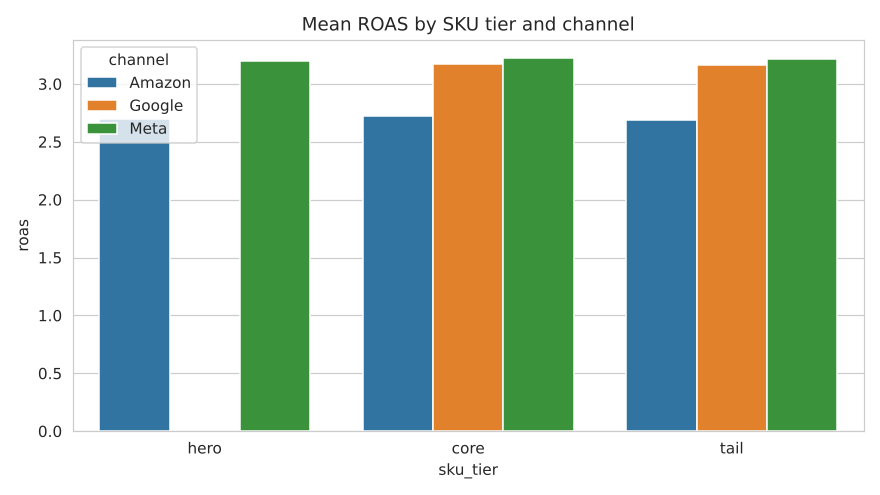 Mean ROAS by SKU tier and channel
channel
Amazon
Google
Meta
3.0
2.5
2.0
1.5
1.0
0.5
0.0
roas
hero core tail
sku_tier